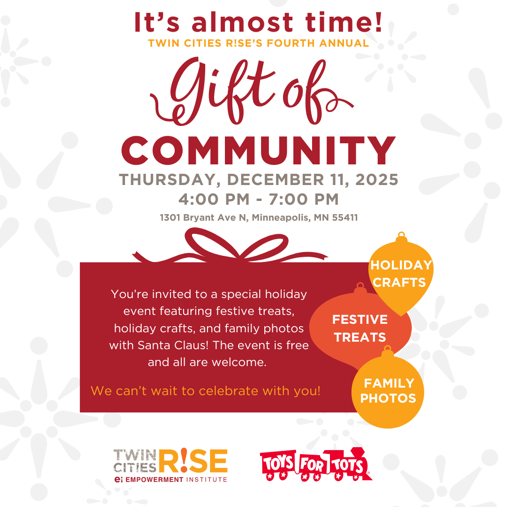 It's almost time!
TWIN CITIES R!SE'S FOURTH ANNUAL
Gift of
COMMUNITY
THURSDAY, DECEMBER 11, 2025
4:00 PM - 7:00 PM
1301 Bryant Ave N, Minneapolis, MN 55411
You're invited to a special holiday
event featuring festive treats,
holiday crafts, and family photos
with Santa Claus! The event is free
and all are welcome.
We can't wait to celebrate with you!
HOLIDAY
CRAFTS
FESTIVE
TREATS
FAMILY
PHOTOS
TWIN
CITIES R!SE
e¦ EMPOWERMENT INSTITUTE
TOYS FOR TOTS